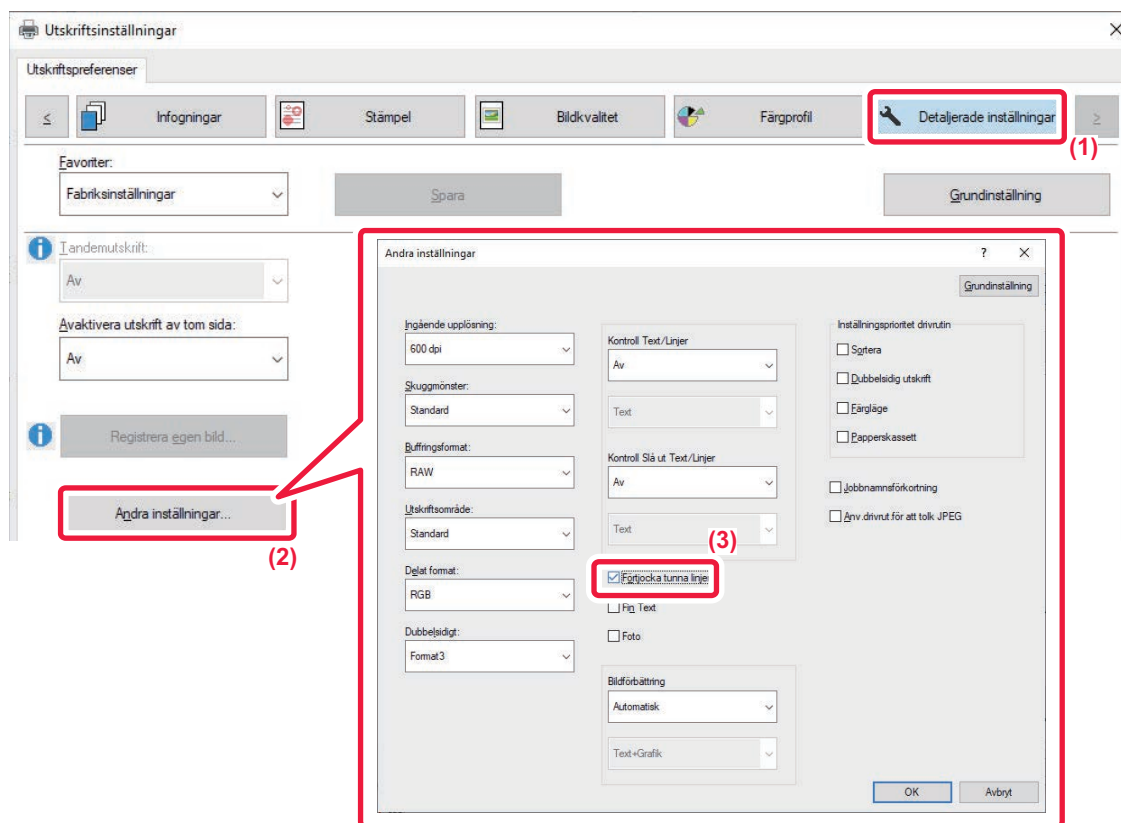 Utskriftsinställningar
Utskriftspreferenser
<
Infogningar
Stämpel
Bildkvalitet
Färgprofil
Detaljerade inställningar
>
(1)
Favoriter:
Fabriksinställningar
Spara
Grundinställning
Tandemutskrift:
Av
Avaktivera utskrift av tom sida:
Av
Registrera egen bild...
Andra inställningar...
(2)
Andra inställningar
?
Grundinställning
Ingående upplösning:
600 dpi
Skuggmönster:
Standard
Buffringsformat:
RAW
Utskriftsområde:
Standard
Delat format:
RGB
Dubbelsidigt:
Format3
Kontroll Text/Linjer
Av
Text
Kontroll Slå ut Text/Linjer
Av
Text
(3)
Förtjocka tunna linjer
Fin Text
Foto
Bildförbättring
Automatisk
Text+Grafik
Inställningsprioritet drivrutin
Sortera
Dubbelsidig utskrift
Färgläge
Papperskassett
Jobbnamnsförkortning
Anv.drivrut.för att tolk JPEG
OK
Avbryt